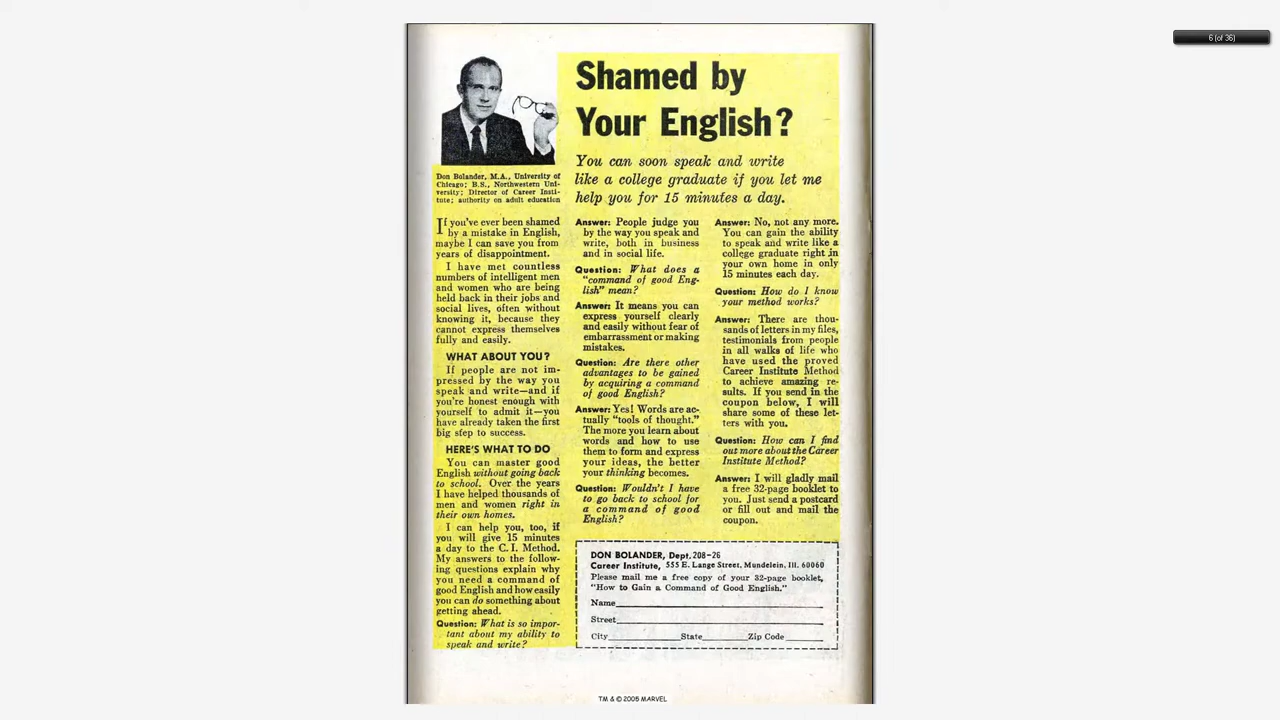 6 (of 36)
Shamed by
Your English?
You can soon speak and write
like a college graduate if you let me
help you for 15 minutes a day.
Don Bolander, M.A., University of
Chicago; B.S., Northwestern Uni-
versity; Director of Career Insti-
tute; authority on adult education
If you've ever been shamed
by a mistake in English,
maybe I can save you from
years of disappointment.
I have met countless
numbers of intelligent men
and women who are being
held back in their jobs and
social lives, often without
knowing it, because they
cannot express themselves
fully and easily.
WHAT ABOUT YOU?
If people are not im-
pressed by the way you
speak and write—and if
you're honest enough with
yourself to admit it—you
have already taken the first
big step to success.
HERE'S WHAT TO DO
You can master good
English without going back
to school. Over the years
I have helped thousands of
men and women right in
their own homes.
I can help you, too, if
you will give 15 minutes
a day to the C. I. Method.
My answers to the follow-
ing questions explain why
you need a command of
good English and how easily
you can do something about
getting ahead.
Question: What is so impor-
tant about my ability to
speak and write?
Answer: People judge you
by the way you speak and
write, both in business
and in social life.
Question: What does a
"command of good Eng-
lish" mean?
Answer: It means you can
express yourself clearly
and easily without fear of
embarrassment or making
mistakes.
Question: Are there other
advantages to be gained
by acquiring a command
of good English?
Answer: Yes! Words are ac-
tually "tools of thought."
The more you learn about
words and how to use
them to form and express
your ideas, the better
your thinking becomes.
Question: Wouldn't I have
to go back to school for
a command of good
English?
Answer: No, not any more.
You can gain the ability
to speak and write like a
college graduate right in
your own home in only
15 minutes each day.
Question: How do I know
your method works?
Answer: There are thou-
sands of letters in my files,
testimonials from people
in all walks of life who
have used the proved
Career Institute Method
to achieve amazing re-
sults. If you send in the
coupon below, I will
share some of these let-
ters with you.
Question: How can I find
out more about the Career
Institute Method?
Answer: I will gladly mail
a free 32-page booklet to
you. Just send a postcard
or fill out and mail the
coupon.
DON BOLANDER, Dept. 208-26
Career Institute, 555 E. Lange Street, Mundelein, Ill. 60060
Please mail me a free copy of your 32-page booklet,
"How to Gain a Command of Good English."
Name
Street
City State Zip Code
TM & © 2005 MARVEL